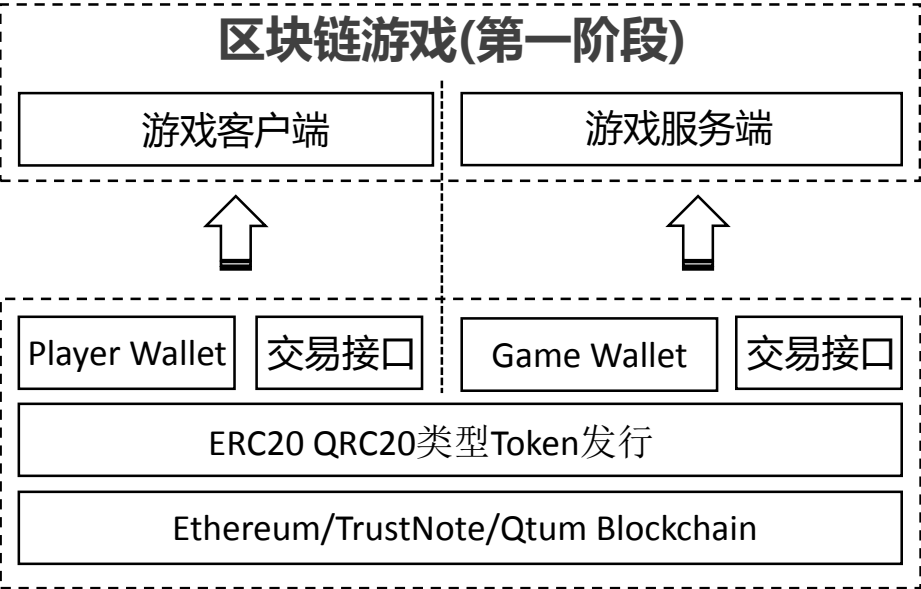 区块链游戏(第一阶段)
游戏客户端
游戏服务端
Player Wallet
交易接口
Game Wallet
交易接口
ERC20 QRC20类型Token发行
Ethereum/TrustNote/Qtum Blockchain